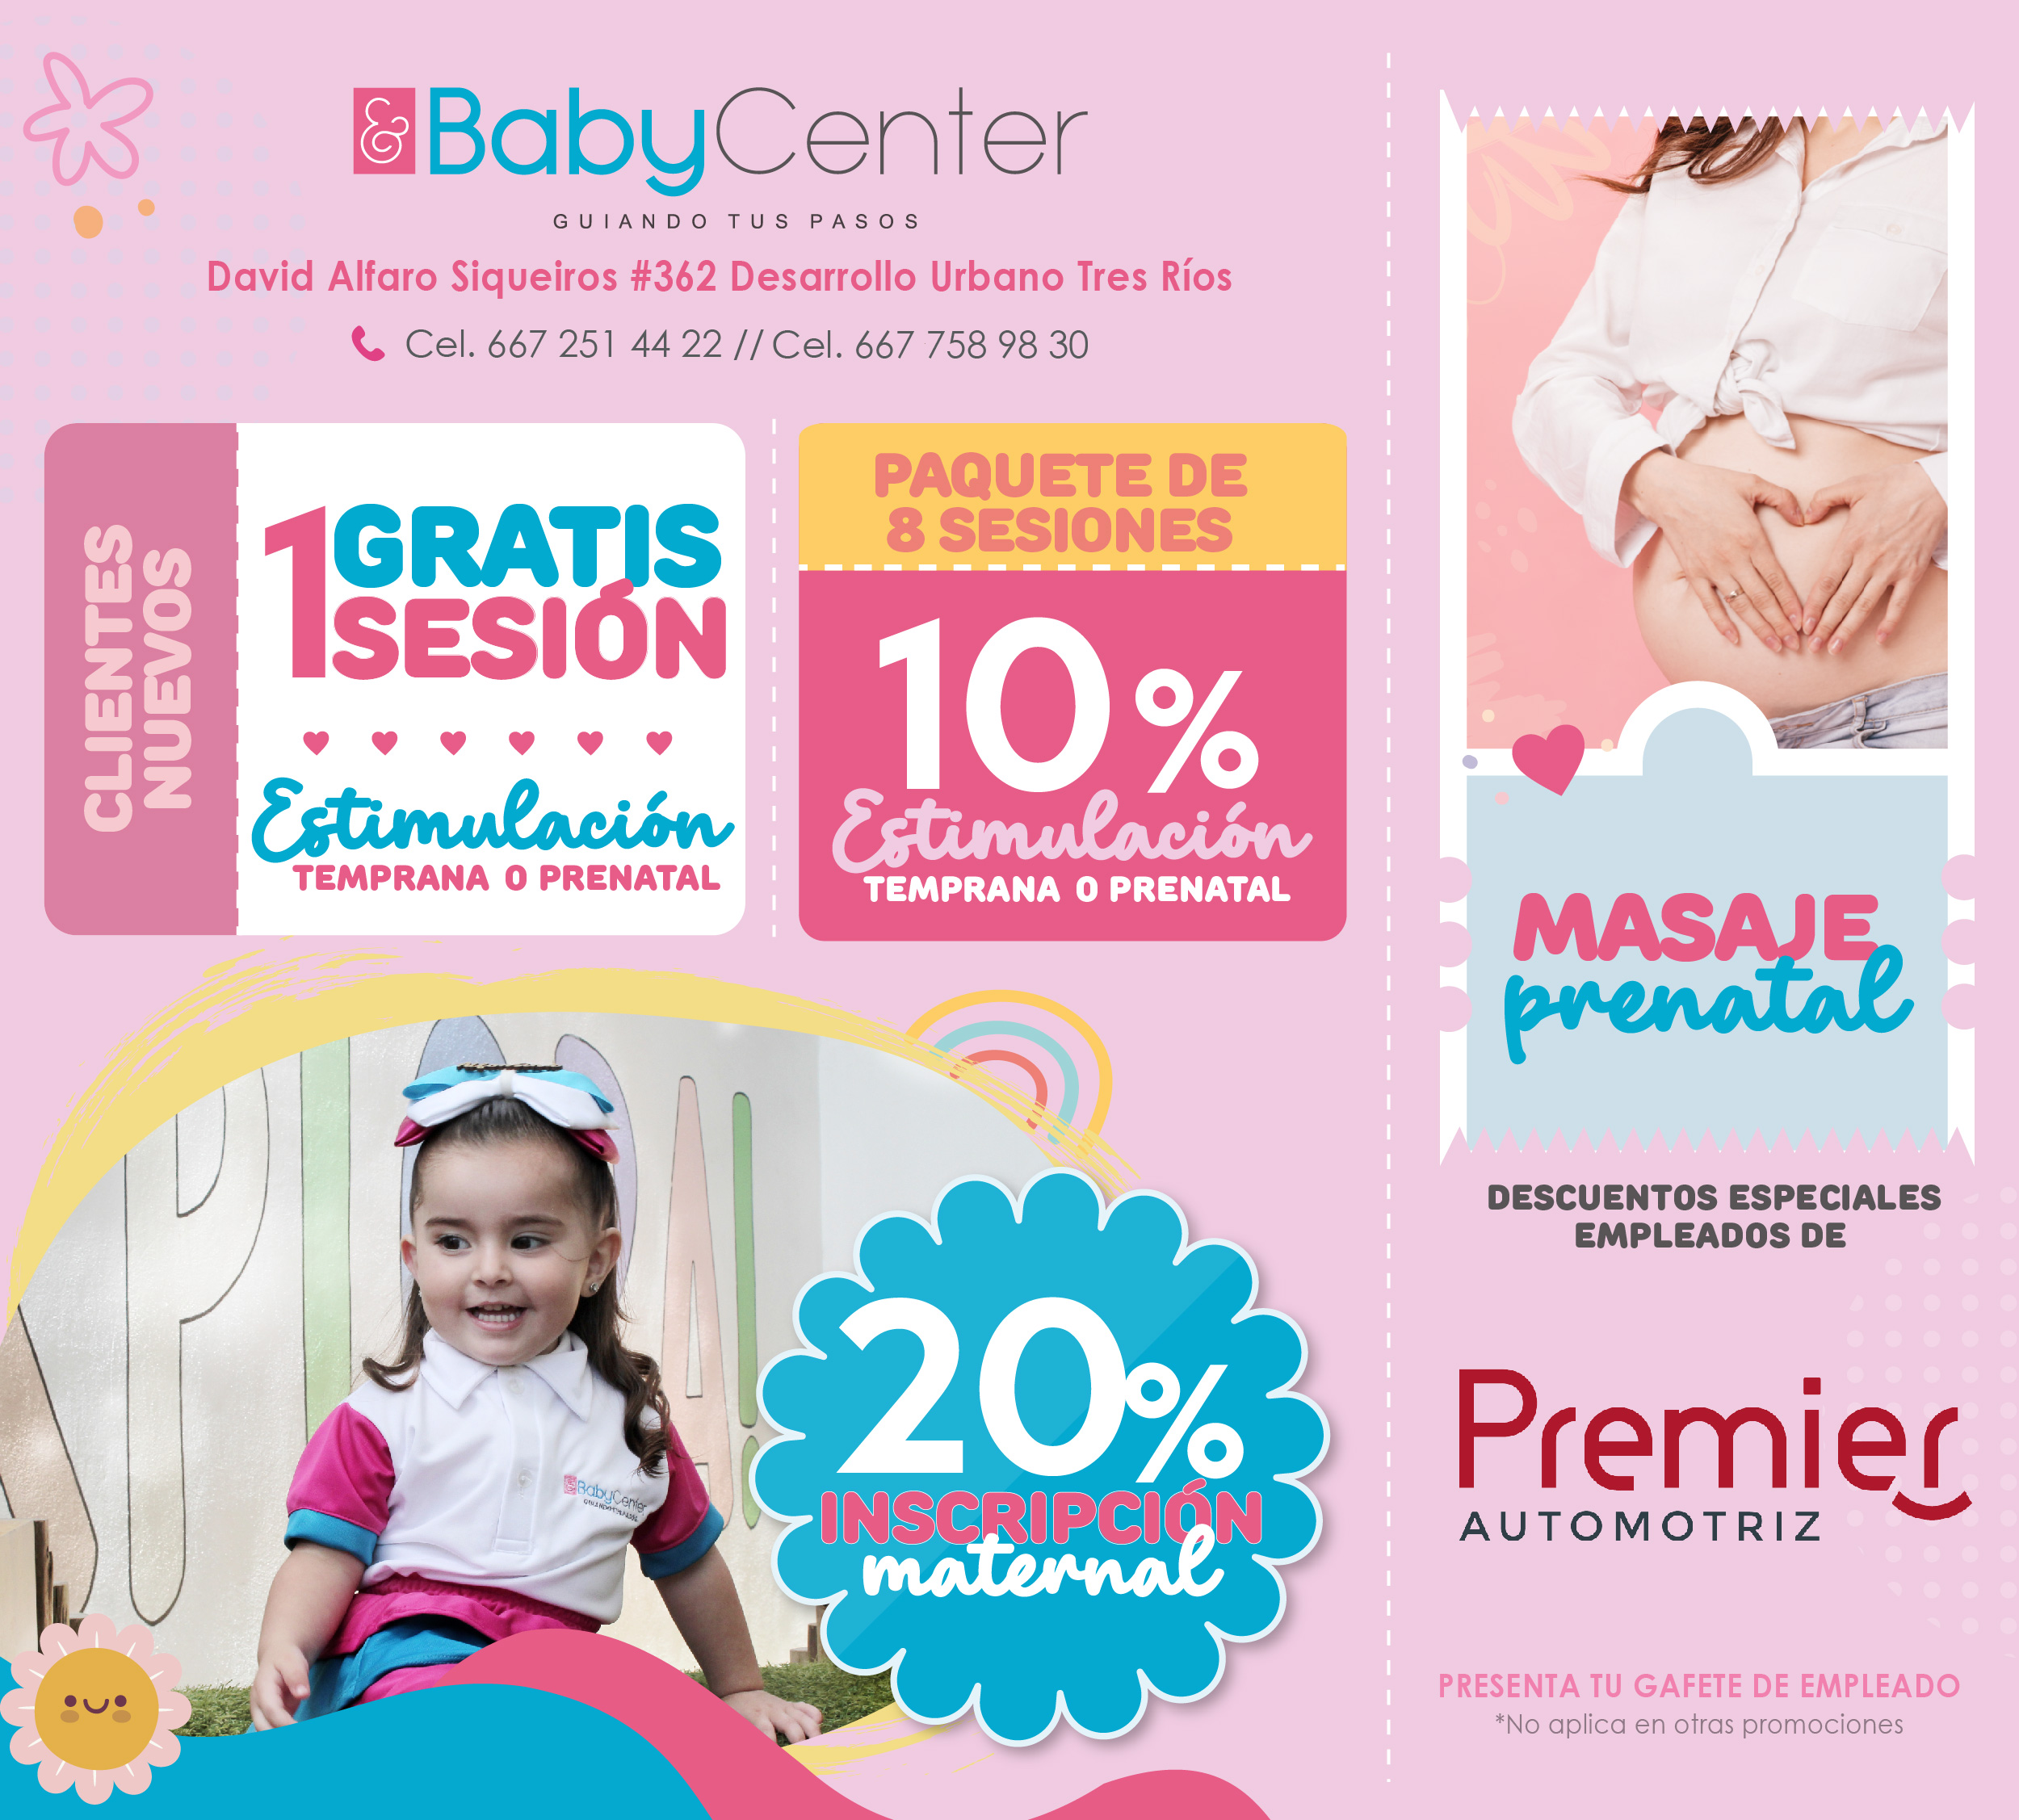 & BabyCenter
GUIANDO TUS PASOS
David Alfaro Siqueiros #362 Desarrollo Urbano Tres Ríos
Cel. 667 251 44 22 // Cel. 667 758 98 30
CLIENTES
NUEVOS
1 GRATIS
SESIÓN
Estimulación
TEMPRANA O PRENATAL
PAQUETE DE
8 SESIONES
10%
Estimulación
TEMPRANA O PRENATAL
BabyCenter
20%
INSCRIPCIÓN
maternal
MASAJE
prenatal
DESCUENTOS ESPECIALES
EMPLEADOS DE
Premier
AUTOMOTRIZ
PRESENTA TU GAFETE DE EMPLEADO
*No aplica en otras promociones